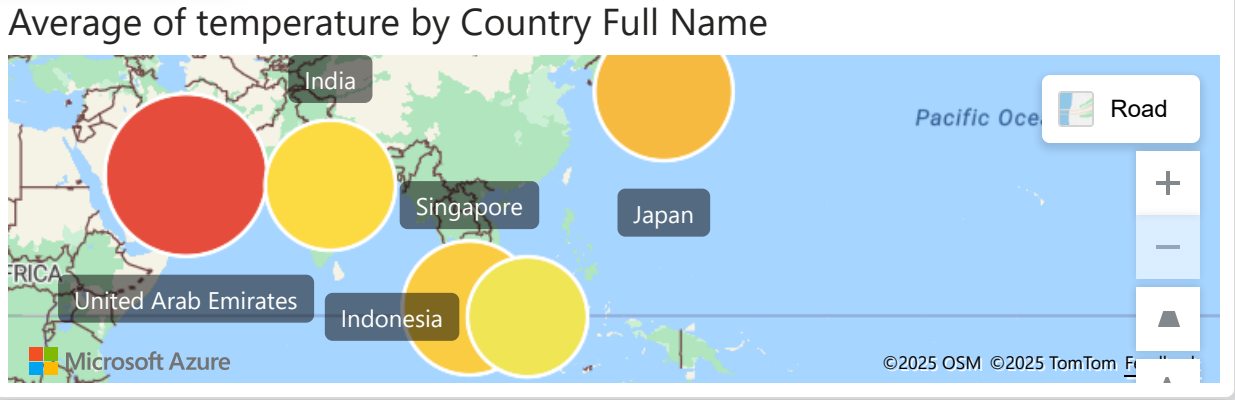 Average of temperature by Country Full Name
India
Road
Pacific Oce
Singapore
Japan
FRICA
United Arab Emirates
Indonesia
Microsoft Azure
©2025 OSM ©2025 TomTom